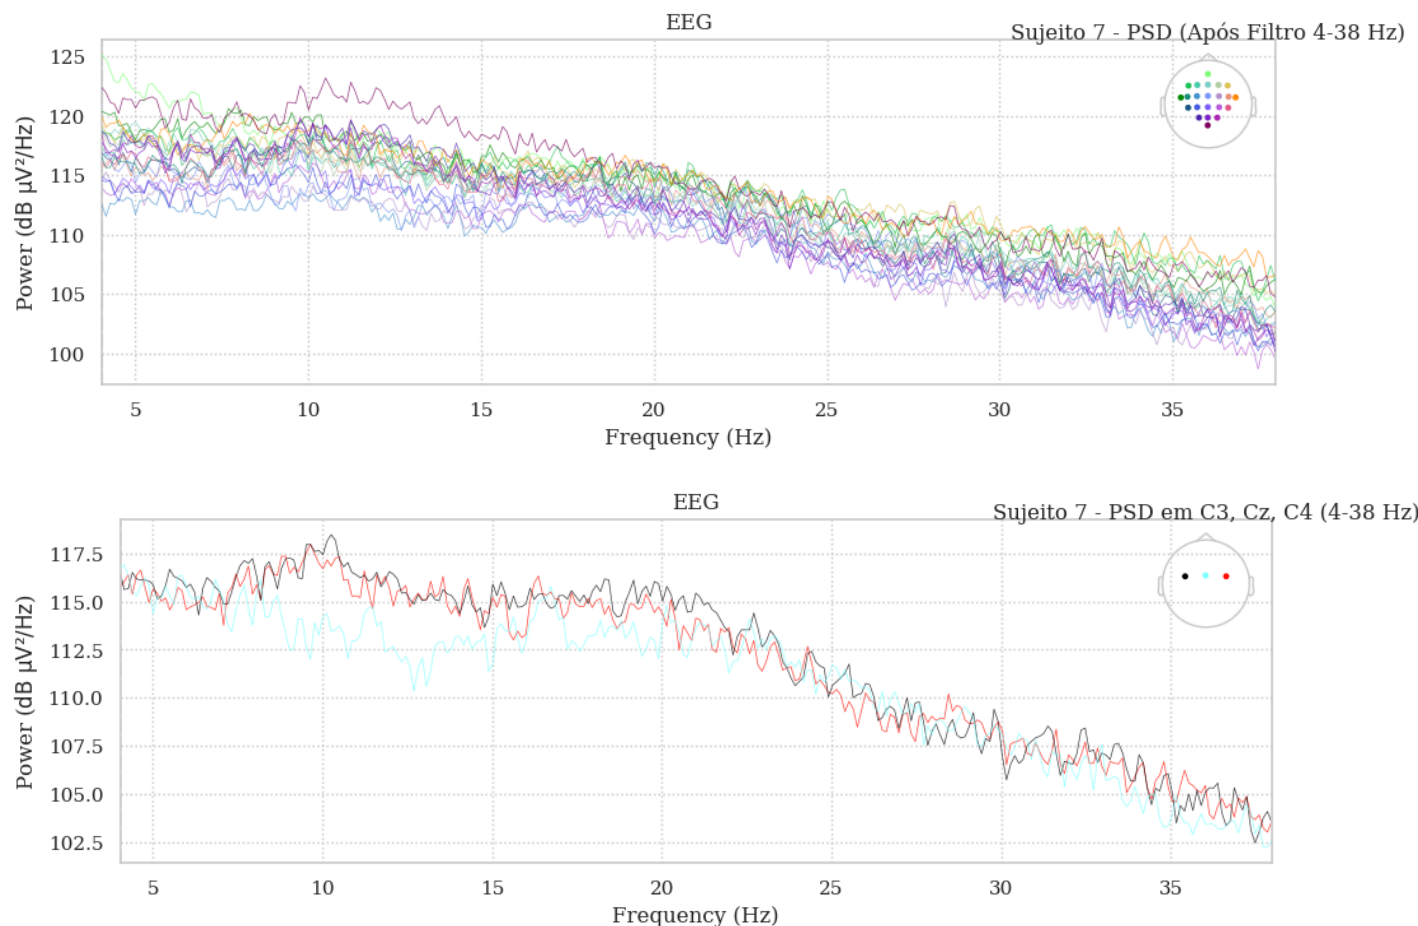 EEG
Sujeito 7 - PSD (Após Filtro 4-38 Hz)
Power (dB µV²/Hz)
125
120
115
110
105
100
5 10 15 20 25 30 35
Frequency (Hz)
EEG
Sujeito 7 - PSD em C3, Cz, C4 (4-38 Hz)
Power (dB µV²/Hz)
117.5
115.0
112.5
110.0
107.5
105.0
102.5
5 10 15 20 25 30 35
Frequency (Hz)